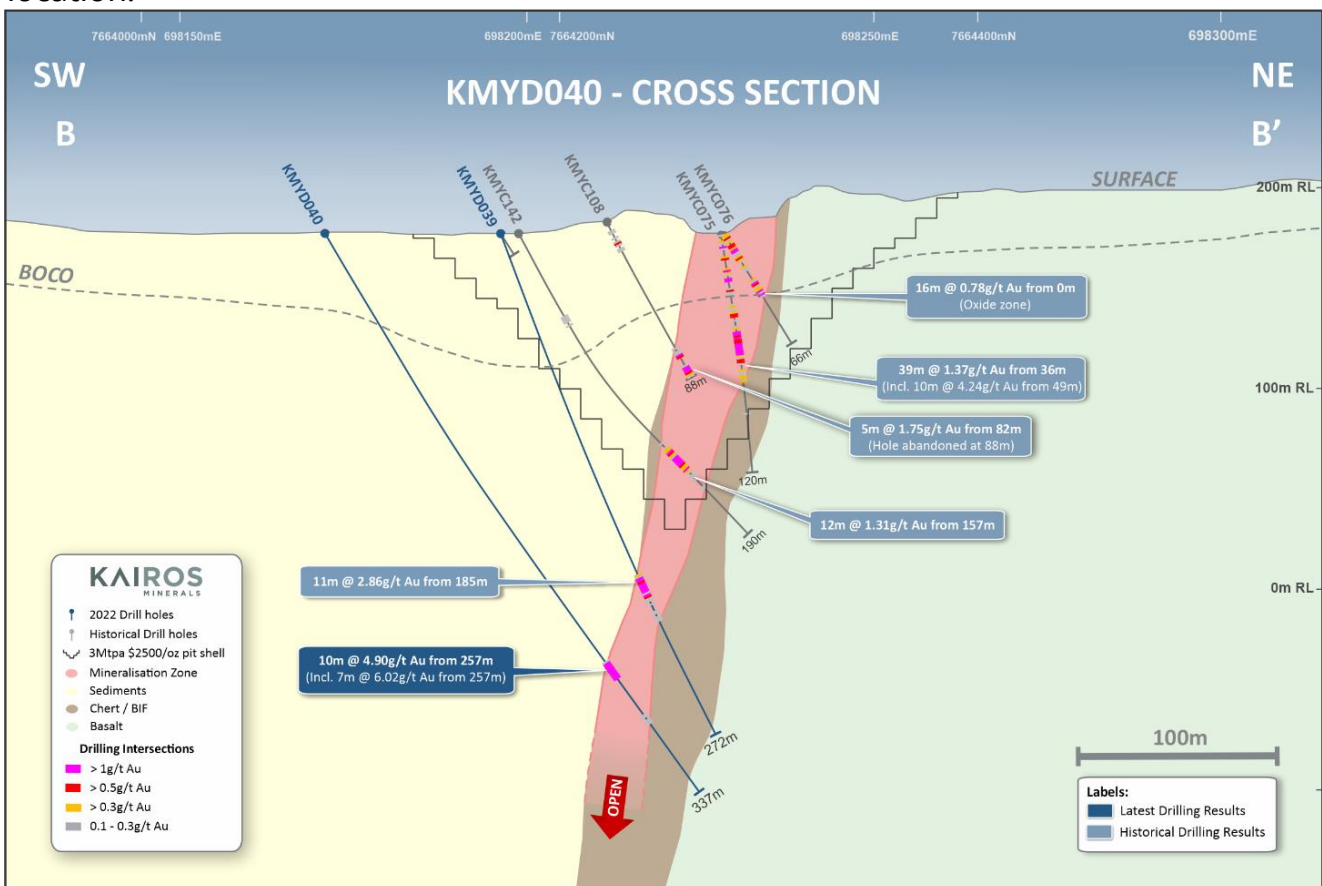 7664000mN 698150mE 698200mE 7664200mN 698250mE 7664400mN 698300mE
SW
NE
KMYD040 - CROSS SECTION
B
B'
KMYD040
KMYD039
KMYC142
KMYC108
KMYC075
KMYC076
SURFACE
200m RL
BOCO
16m @ 0.78g/t Au from 0m
(Oxide zone)
66m
39m @ 1.37g/t Au from 36m
(Incl. 10m @ 4.24g/t Au from 49m)
88m
100m RL
5m @ 1.75g/t Au from 82m
(Hole abandoned at 88m)
120m
12m @ 1.31g/t Au from 157m
190m
11m @ 2.86g/t Au from 185m
0m RL
10m @ 4.90g/t Au from 257m
(Incl. 7m @ 6.02g/t Au from 257m)
272m
337m
OPEN
KAIROS
MINERALS
2022 Drill holes
Historical Drill holes
3Mtpa $2500/oz pit shell
Mineralisation Zone
Sediments
Chert / BIF
Basalt
Drilling Intersections
> 1g/t Au
> 0.5g/t Au
> 0.3g/t Au
0.1 - 0.3g/t Au
100m
Labels:
Latest Drilling Results
Historical Drilling Results